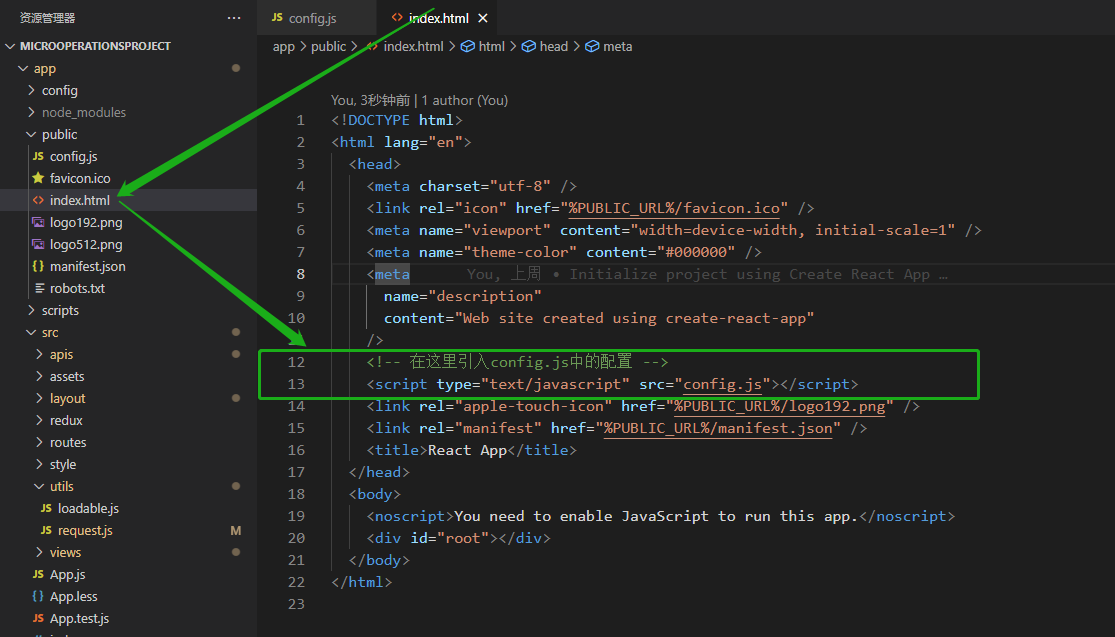 资源管理器
···
MICROOPERATIONSPROJECT
app
config
node_modules
public
JS config.js
favicon.ico
<> index.html
logo192.png
logo512.png
{} manifest.json
robots.txt
scripts
src
apis
assets
layout
redux
routes
style
utils
JS loadable.js
JS request.js M
views
JS App.js
{} App.less
JS App.test.js
JS config.js
<> index.html ×
app > public > <> index.html > html > head > meta
You, 3秒钟前 | 1 author (You)
1 <!DOCTYPE html>
2 <html lang="en">
3 <head>
4 <meta charset="utf-8" />
5 <link rel="icon" href="%PUBLIC_URL%/favicon.ico" />
6 <meta name="viewport" content="width=device-width, initial-scale=1" />
7 <meta name="theme-color" content="#000000" />
8 <meta You, 上周 • Initialize project using Create React App …
9 name="description"
10 content="Web site created using create-react-app"
/>
12 <!-- 在这里引入config.js中的配置 -->
13 <script type="text/javascript" src="config.js"></script>
14 <link rel="apple-touch-icon" href="%PUBLIC_URL%/logo192.png" />
15 <link rel="manifest" href="%PUBLIC_URL%/manifest.json" />
16 <title>React App</title>
17 </head>
18 <body>
19 <noscript>You need to enable JavaScript to run this app.</noscript>
20 <div id="root"></div>
21 </body>
22 </html>
23